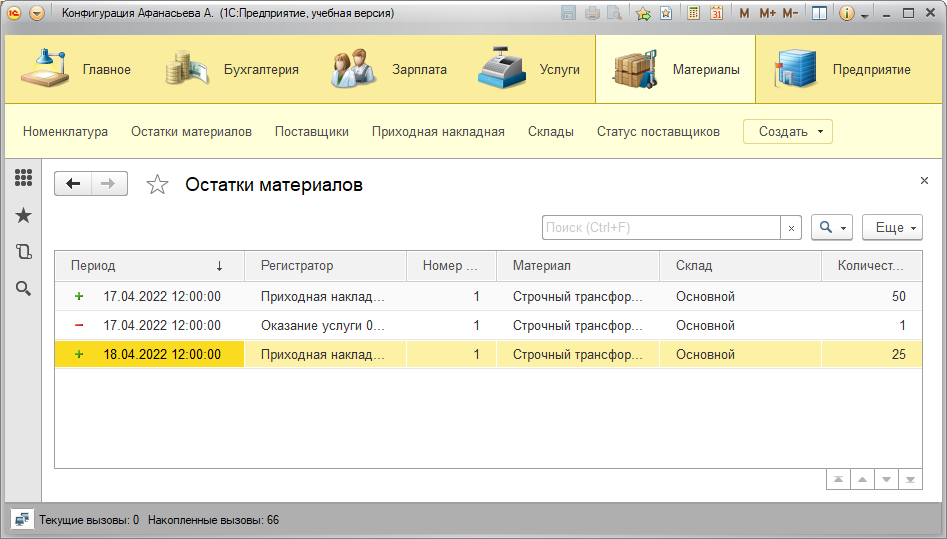 Конфигурация Афанасьева А. (1С:Предприятие, учебная версия) M M+ M-
Главное Бухгалтерия Зарплата Услуги Материалы Предприятие
Номенклатура Остатки материалов Поставщики Приходная накладная Склады Статус поставщиков Создать
Остатки материалов
Поиск (Ctrl+F) Еще
Период Регистратор Номер ... Материал Склад Количест...
17.04.2022 12:00:00 Приходная наклад... 1 Строчный трансфор... Основной 50
17.04.2022 12:00:00 Оказание услуги 0... 1 Строчный трансфор... Основной 1
18.04.2022 12:00:00 Приходная наклад... 1 Строчный трансфор... Основной 25
Текущие вызовы: 0 Накопленные вызовы: 66